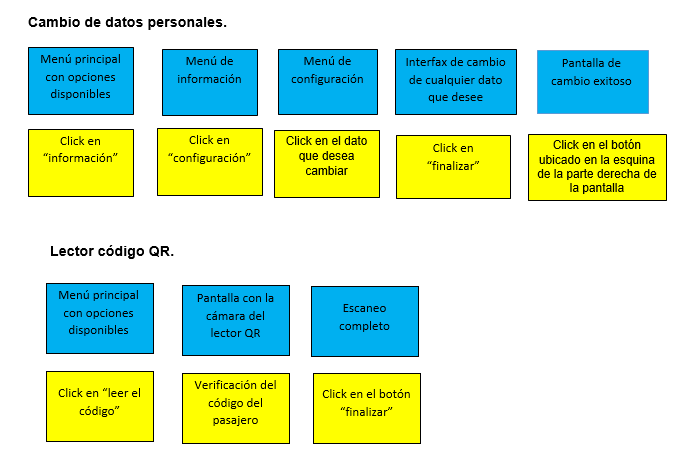 Cambio de datos personales.
Menú principal
con opciones
disponibles
Menú de
información
Menú de
configuración
Interfax de cambio
de cualquier dato
que desee
Pantalla de
cambio exitoso
Click en
“información”
Click en
“configuración”
Click en el dato
que desea
cambiar
Click en
“finalizar”
Click en el botón
ubicado en la esquina
de la parte derecha de
la pantalla
Lector código QR.
Menú principal
con opciones
disponibles
Pantalla con la
cámara del
lector QR
Escaneo
completo
Click en “leer el
código”
Verificación del
código del
pasajero
Click en el botón
“finalizar”